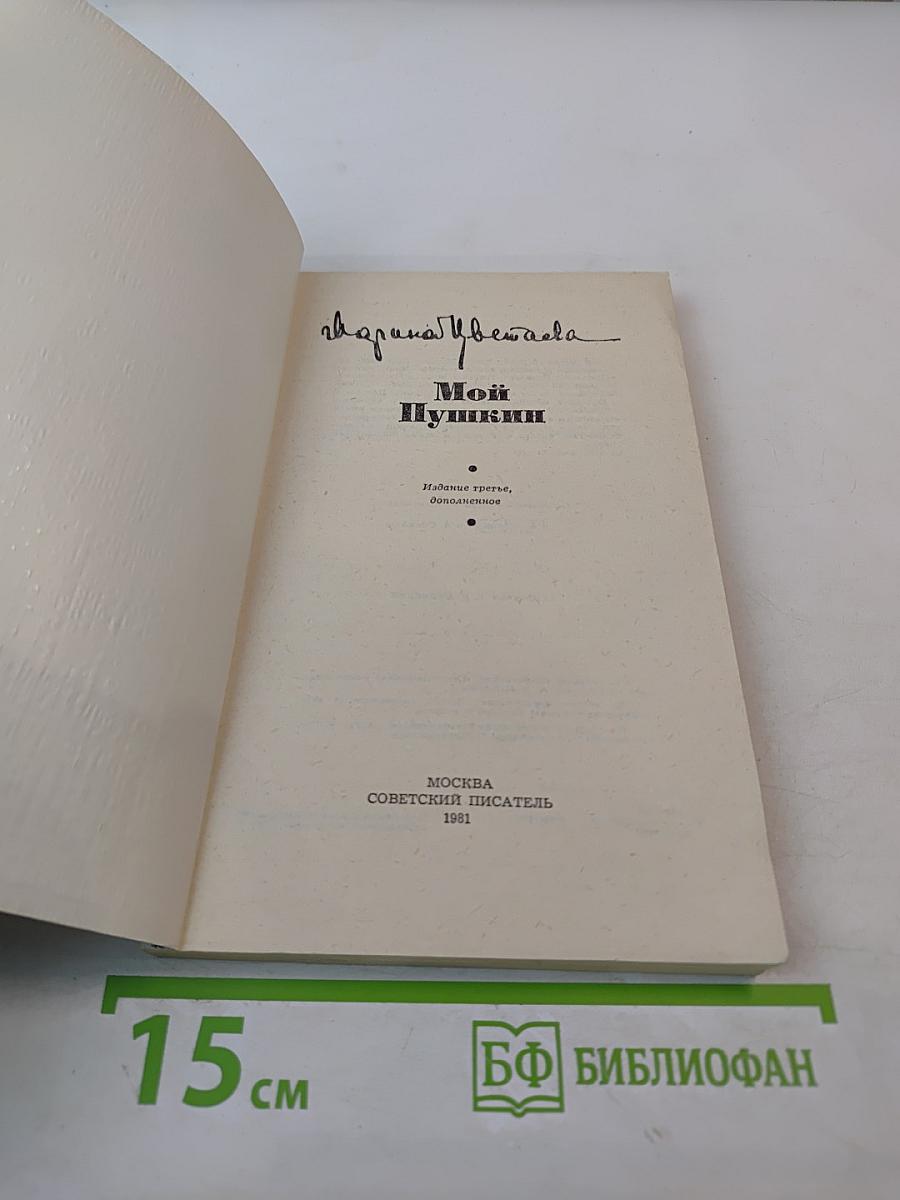 Марина Цветаева
Мой
Пушкин
Издание третье,
дополненное
МОСКВА
СОВЕТСКИЙ ПИСАТЕЛЬ
1981
15 см
БФ БИБЛИОФАН